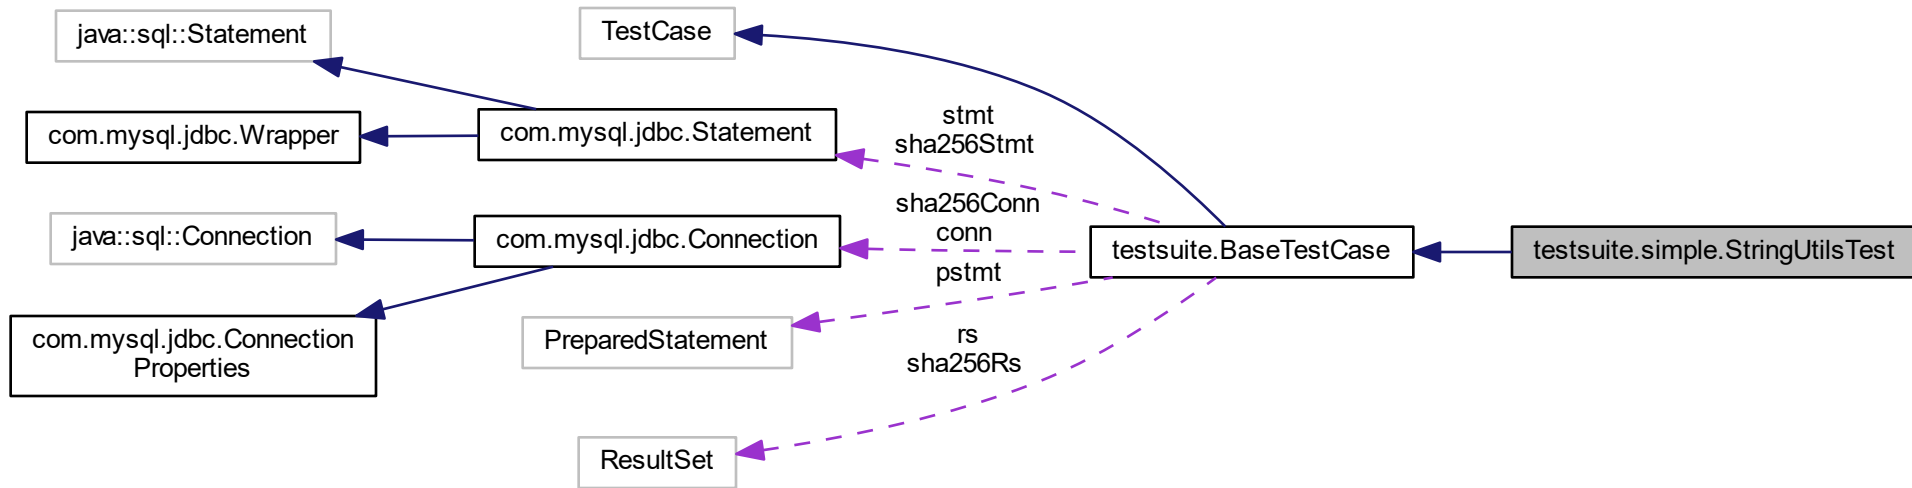 java::sql::Statement
TestCase
com.mysql.jdbc.Wrapper
com.mysql.jdbc.Statement
stmt
sha256Stmt
java::sql::Connection
com.mysql.jdbc.Connection
sha256Conn
conn
testsuite.BaseTestCase
testsuite.simple.StringUtilsTest
pstmt
com.mysql.jdbc.Connection
Properties
PreparedStatement
rs
sha256Rs
ResultSet